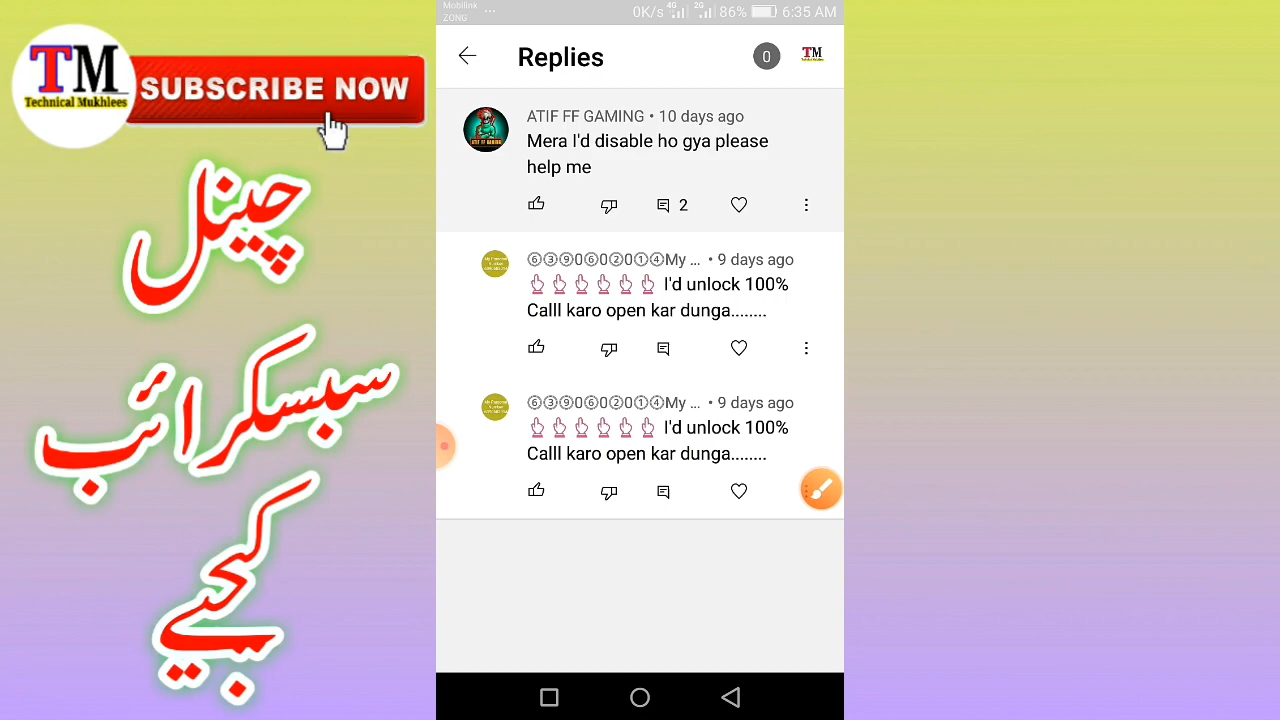 TM
Technical Mukhlees
SUBSCRIBE NOW
چینل
سبسکرائب
کیجیے
Mobilink
ZONG
...
0K/s 4G 2G 86% 6:35 AM
Replies
0
TM
ATIF FF GAMING • 10 days ago
Mera I'd disable ho gya please
help me
2
⑥③⑨0⑥0②0①④My ... • 9 days ago
👆👆👆👆👆👆 I'd unlock 100%
Calll karo open kar dunga........
⑥③⑨0⑥0②0①④My ... • 9 days ago
👆👆👆👆👆👆 I'd unlock 100%
Calll karo open kar dunga........